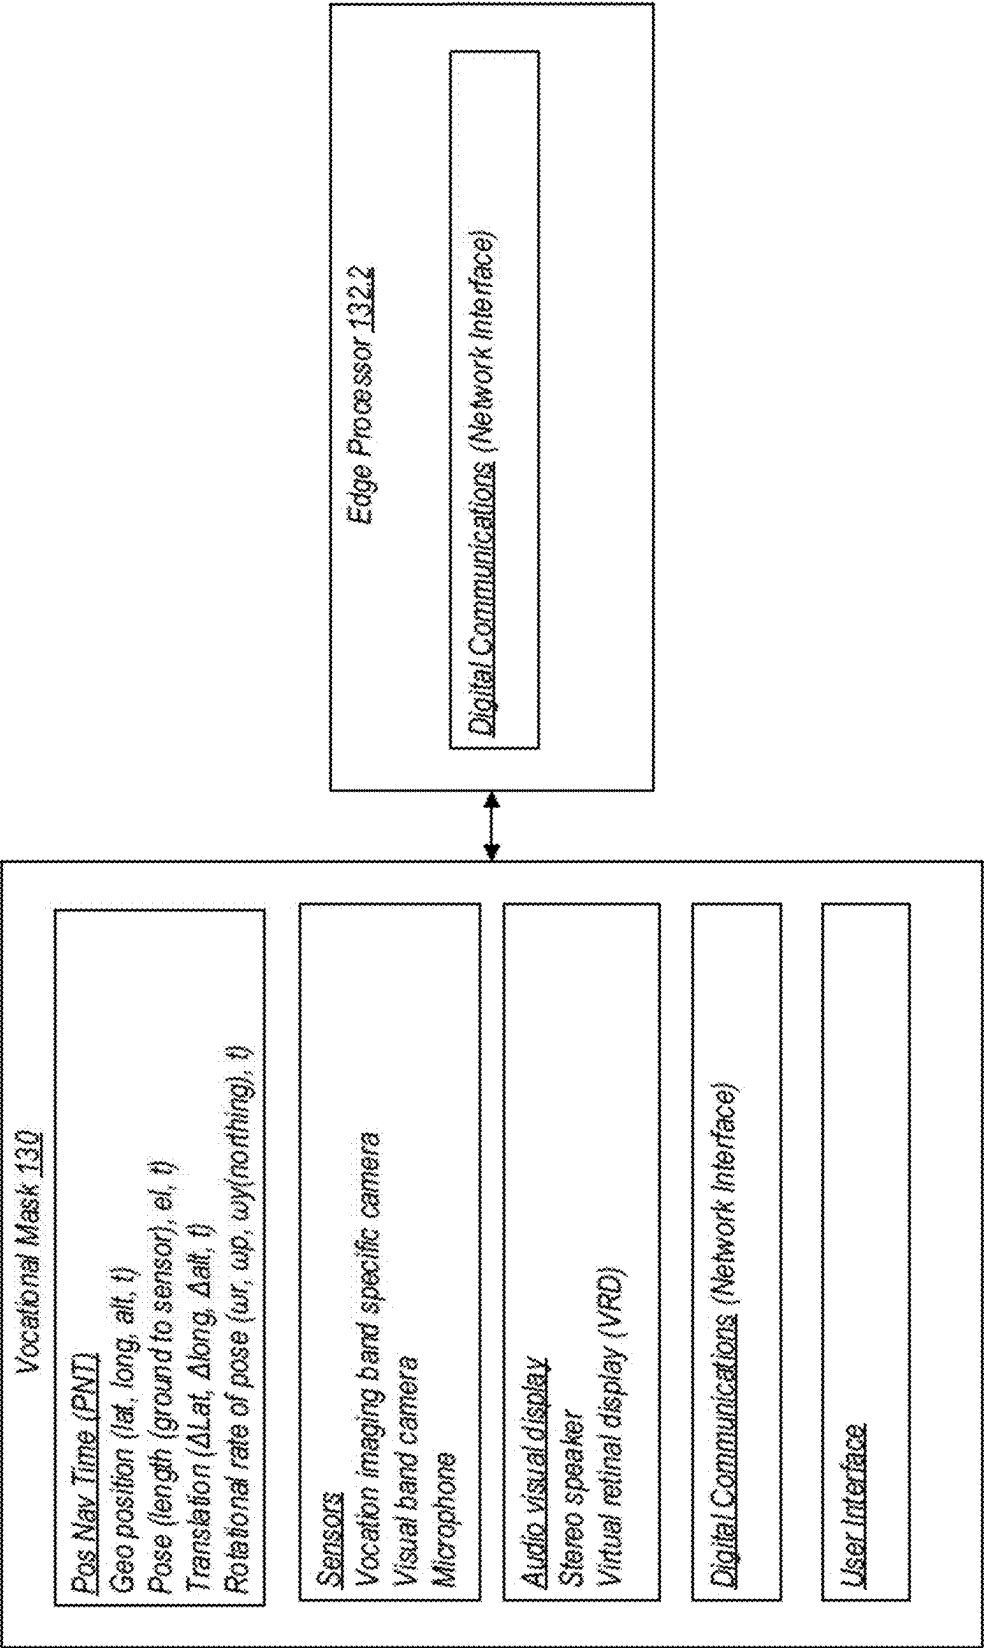 Vocational Mask 130
Pos Nav Time (PNT)
Geo position (lat, long, alt, t)
Pose (length (ground to sensor), el, t)
Translation (ΔLat, Δlong, Δalt, t)
Rotational rate of pose (ωr, ωp, ωy(northing), t)
Sensors
Vocation imaging band specific camera
Visual band camera
Microphone
Audio visual display
Stereo speaker
Virtual retinal display (VRD)
Digital Communications (Network Interface)
User Interface
Edge Processor 132.2
Digital Communications (Network Interface)